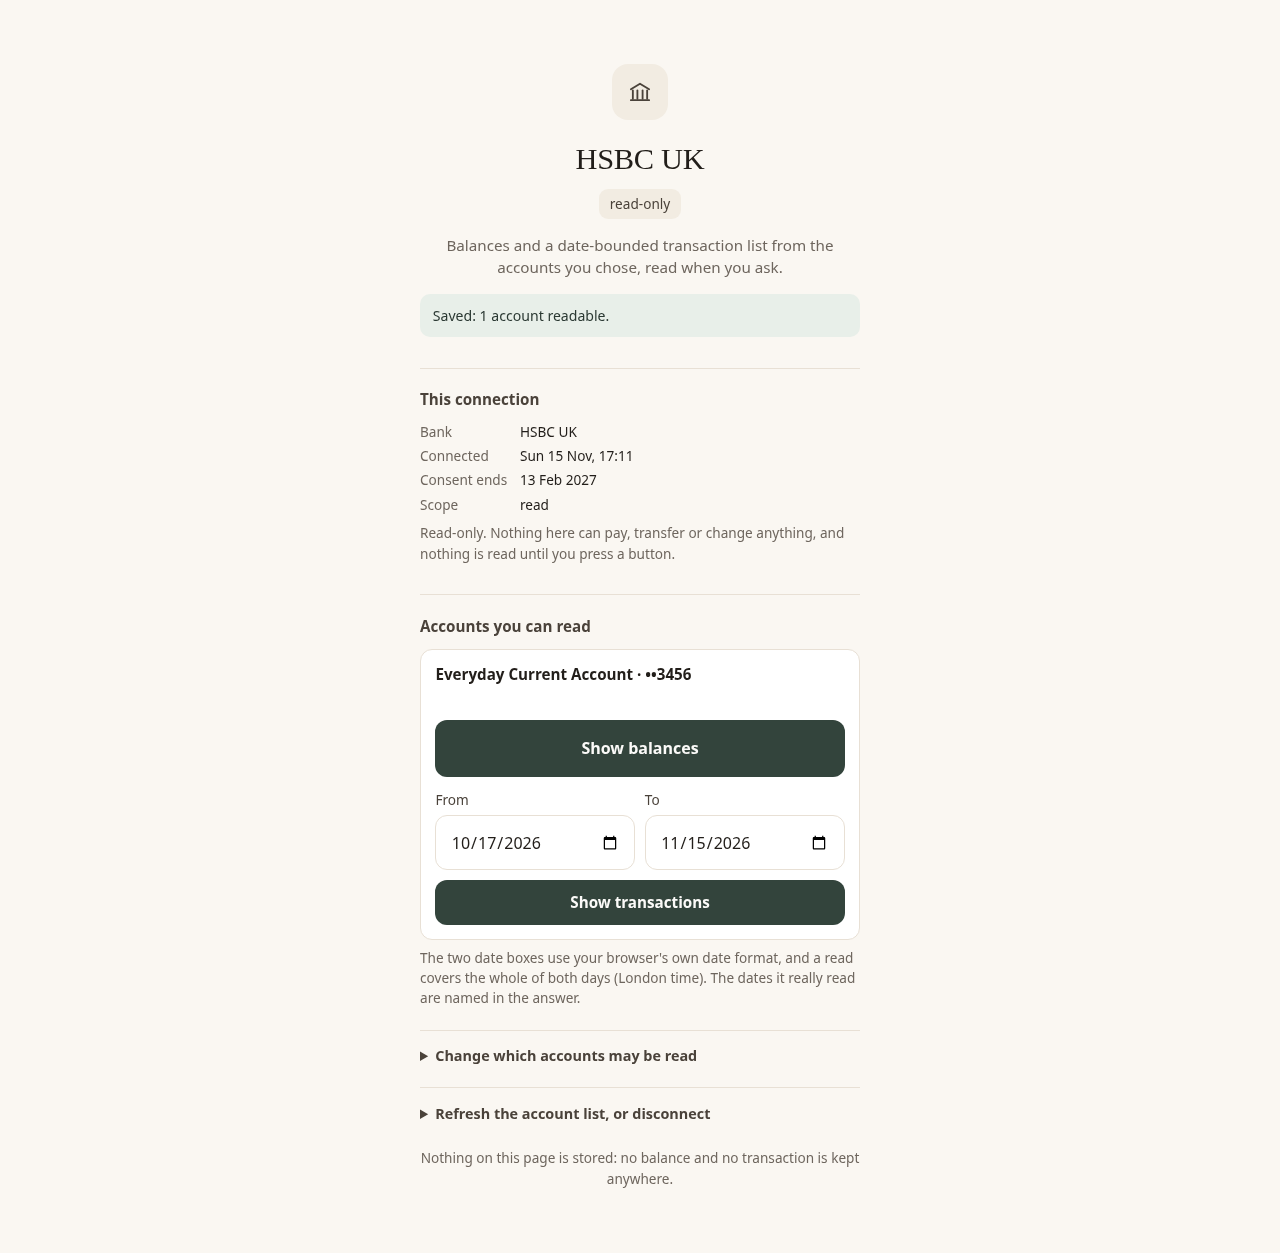 HSBC UK
read-only
Balances and a date-bounded transaction list from the
accounts you chose, read when you ask.
Saved: 1 account readable.
This connection
Bank HSBC UK
Connected Sun 15 Nov, 17:11
Consent ends 13 Feb 2027
Scope read
Read-only. Nothing here can pay, transfer or change anything, and
nothing is read until you press a button.
Accounts you can read
Everyday Current Account · ••3456
Show balances
From To
10/17/2026 11/15/2026
Show transactions
The two date boxes use your browser's own date format, and a read
covers the whole of both days (London time). The dates it really read
are named in the answer.
Change which accounts may be read
Refresh the account list, or disconnect
Nothing on this page is stored: no balance and no transaction is kept
anywhere.